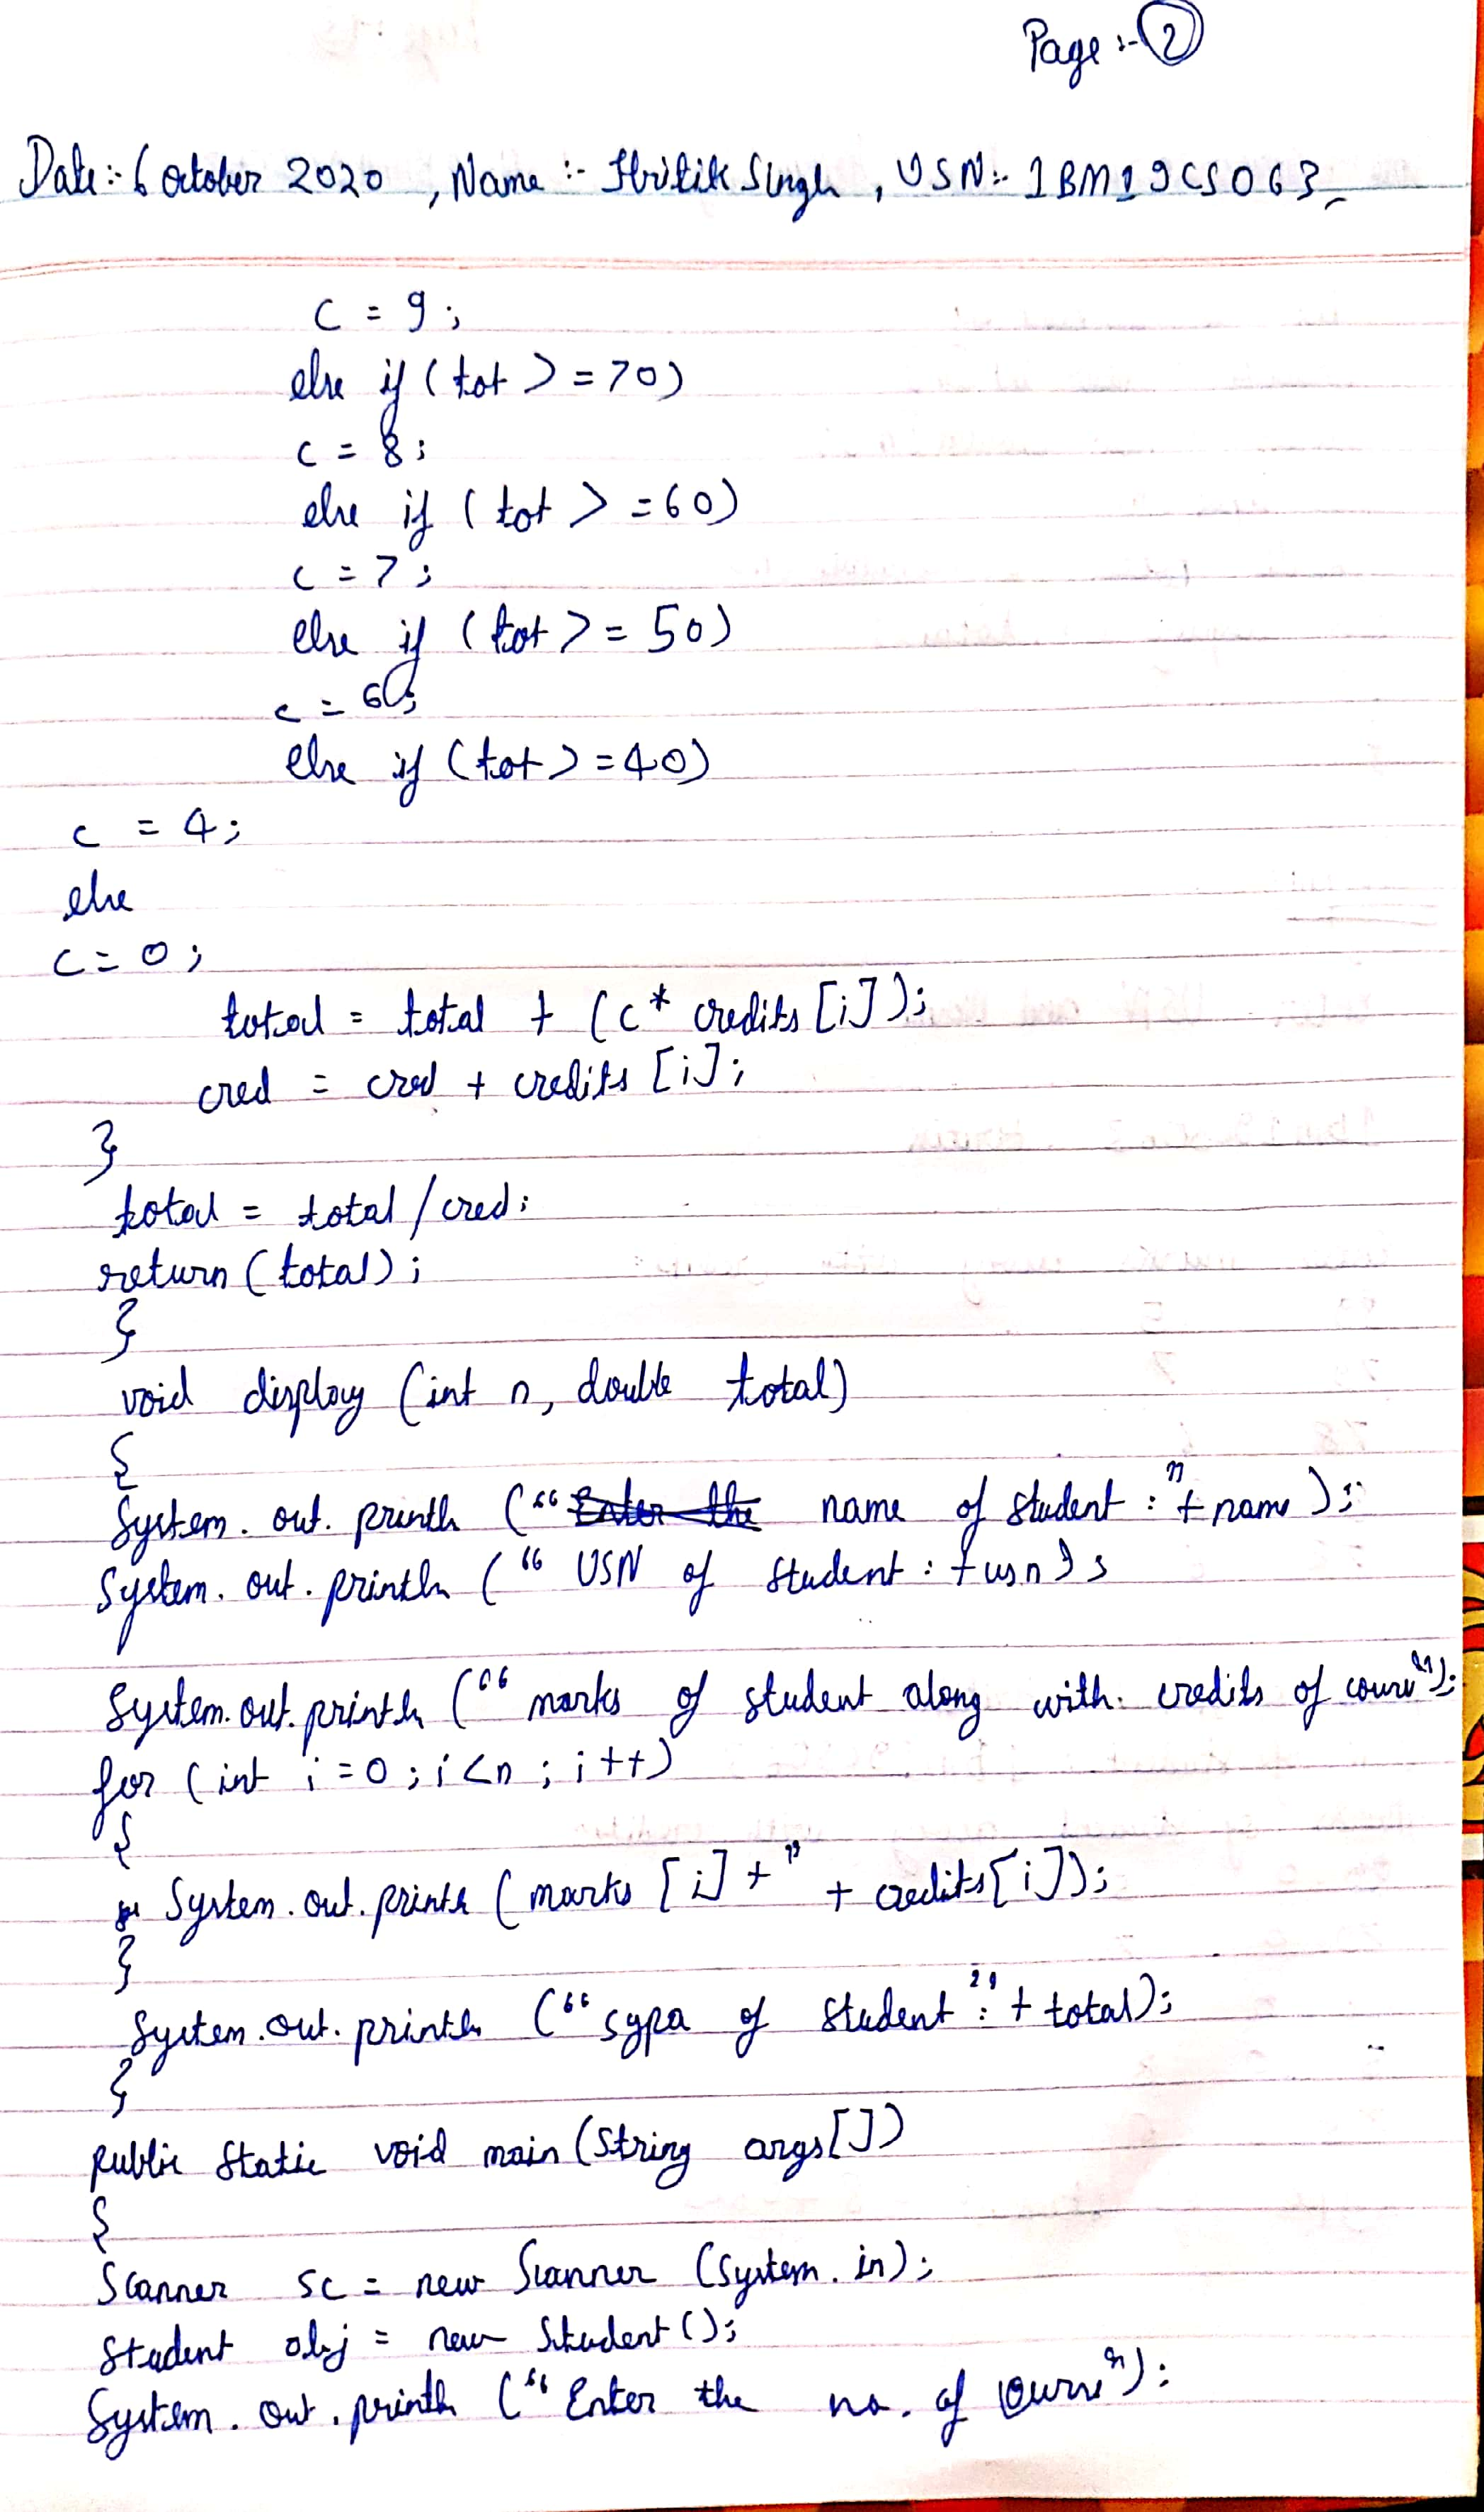 Page :- 2
Date :- 6 october 2020 , Name :- Hritik Singh , USN :- 1BM19CS063
c = 9 ;
else if ( tot > = 70 )
c = 8 ;
else if ( tot > = 60 )
c = 7 ;
else if ( tot > = 50 )
c = 6 ;
else if ( tot > = 40 )
c = 4 ;
else
c = 0 ;
total = total + ( c * credits [i] ) ;
cred = cred + credits [i] ;
}
total = total / cred ;
return ( total ) ;
}
void display ( int n, double total )
{
System . out . println ( “ Enter the name of student : ” + name ) ;
System . out . println ( “ USN of student : + usn ) ;
System . out . println ( “ marks of student along with credits of course ” ) ;
for ( int i = 0 ; i < n ; i ++ )
{
System . out . println ( marks [i] + ” + credits [i] ) ;
}
System . out . println ( “ sgpa of student : ” + total ) ;
}
public static void main ( String args [] )
{
Scanner sc = new Scanner ( System . in ) ;
Student obj = new Student ( ) ;
System . out . println ( “ Enter the no. of course ” ) ;